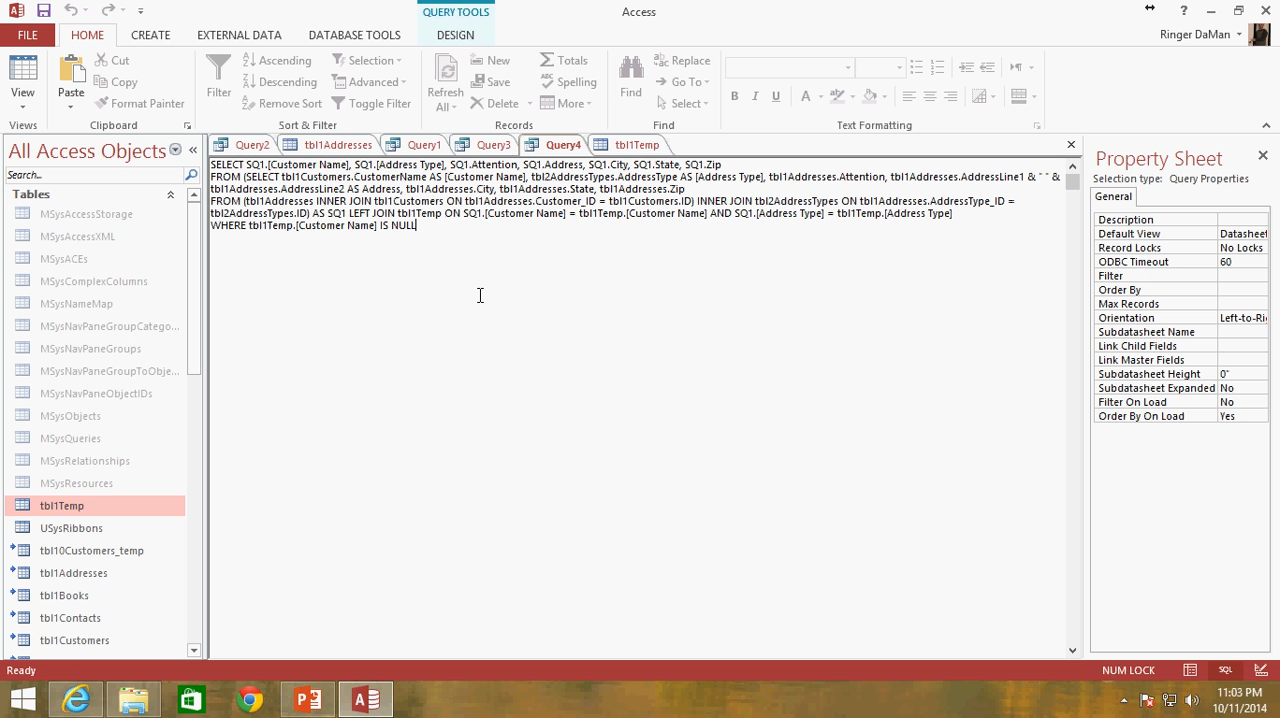 QUERY TOOLS
Access
FILE
HOME
CREATE
EXTERNAL DATA
DATABASE TOOLS
DESIGN
Ringer DaMan
View
Views
Paste
Cut
Copy
Format Painter
Clipboard
Filter
Ascending
Descending
Remove Sort
Selection
Advanced
Toggle Filter
Sort & Filter
Refresh
All
New
Save
Delete
Totals
Spelling
More
Records
Find
Replace
Go To
Select
Find
B I U
A
Text Formatting
All Access Objects
Search...
Tables
MSysAccessStorage
MSysAccessXML
MSysACEs
MSysComplexColumns
MSysNameMap
MSysNavPaneGroupCatego...
MSysNavPaneGroups
MSysNavPaneGroupToObje...
MSysNavPaneObjectIDs
MSysObjects
MSysQueries
MSysRelationships
MSysResources
tbl1Temp
USysRibbons
tbl10Customers_temp
tbl1Addresses
tbl1Books
tbl1Contacts
tbl1Customers
Query2
tbl1Addresses
Query1
Query3
Query4
tbl1Temp
SELECT SQ1.[Customer Name], SQ1.[Address Type], SQ1.Attention, SQ1.Address, SQ1.City, SQ1.State, SQ1.Zip
FROM (SELECT tbl1Customers.CustomerName AS [Customer Name], tbl2AddressTypes.AddressType AS [Address Type], tbl1Addresses.Attention, tbl1Addresses.AddressLine1 & " " &
tbl1Addresses.AddressLine2 AS Address, tbl1Addresses.City, tbl1Addresses.State, tbl1Addresses.Zip
FROM (tbl1Addresses INNER JOIN tbl1Customers ON tbl1Addresses.Customer_ID = tbl1Customers.ID) INNER JOIN tbl2AddressTypes ON tbl1Addresses.AddressType_ID =
tbl2AddressTypes.ID) AS SQ1 LEFT JOIN tbl1Temp ON SQ1.[Customer Name] = tbl1Temp.[Customer Name] AND SQ1.[Address Type] = tbl1Temp.[Address Type]
WHERE tbl1Temp.[Customer Name] IS NULL
Property Sheet
Selection type: Query Properties
General
Description
Default View Datasheet
Record Locks No Locks
ODBC Timeout 60
Filter
Order By
Max Records
Orientation Left-to-Ri
Subdatasheet Name
Link Child Fields
Link Master Fields
Subdatasheet Height 0"
Subdatasheet Expanded No
Filter On Load No
Order By On Load Yes
Ready
NUM LOCK
SQL
11:03 PM
10/11/2014